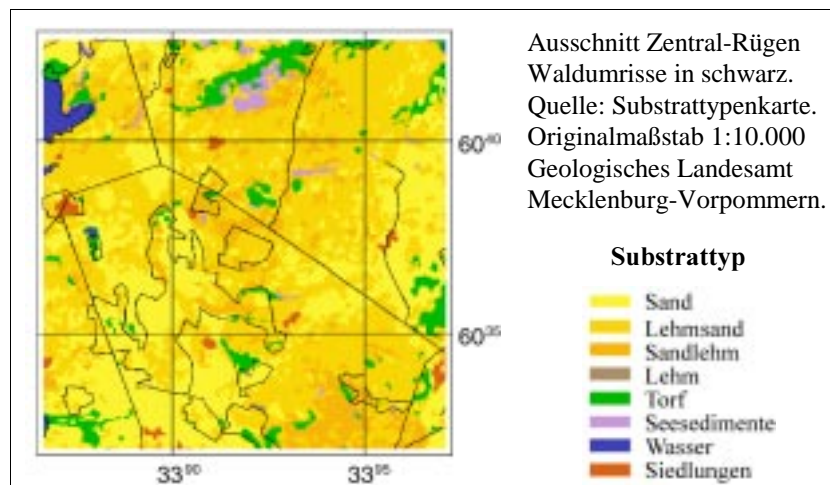 Ausschnitt Zentral-Rügen
Waldumrisse in schwarz.
Quelle: Substrattypenkarte.
Originalmaßstab 1:10.000
Geologisches Landesamt
Mecklenburg-Vorpommern.
60⁴⁰
60³⁵
33⁹⁰
33⁹⁵
Substrattyp
Sand
Lehmsand
Sandlehm
Lehm
Torf
Seesedimente
Wasser
Siedlungen